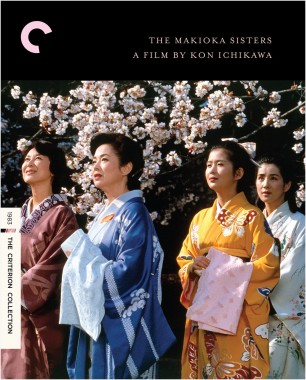 THE MAKIOKA SISTERS
A FILM BY KON ICHIKAWA
1983
THE CRITERION COLLECTION